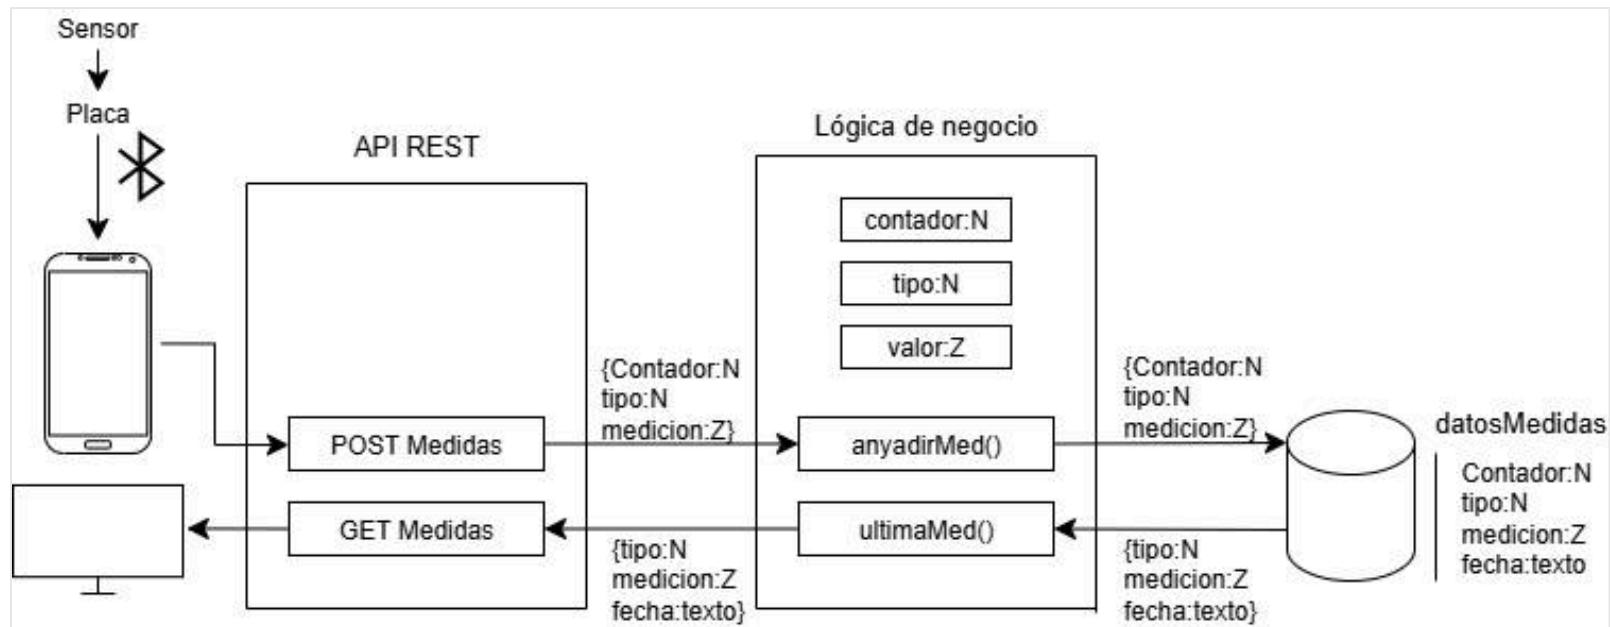 Sensor
Placa
API REST
Lógica de negocio
contador:N
tipo:N
valor:Z
{Contador:N
tipo:N
medicion:Z}
{Contador:N
tipo:N
medicion:Z}
POST Medidas
anyadirMed()
datosMedidas
Contador:N
tipo:N
medicion:Z
fecha:texto
GET Medidas
ultimaMed()
{tipo:N
medicion:Z
fecha:texto}
{tipo:N
medicion:Z
fecha:texto}